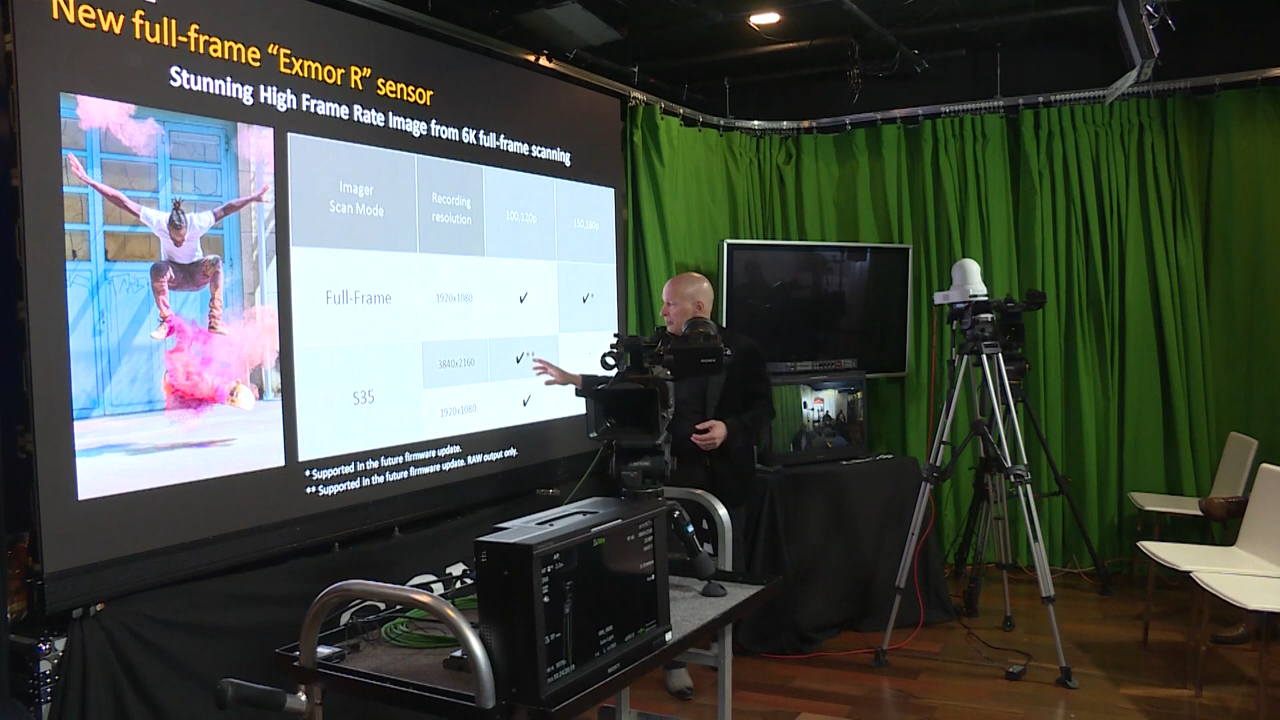 New full-frame “Exmor R” sensor
Stunning High Frame Rate Image from 6K full-frame scanning
Imager
Scan Mode
Recording
resolution
100,120p
150,180p
Full-Frame
1920x1080
✓
✓*
S35
3840x2160
✓**
1920x1080
✓
* Supported in the future firmware update.
** Supported in the future firmware update. RAW output only.
SONY